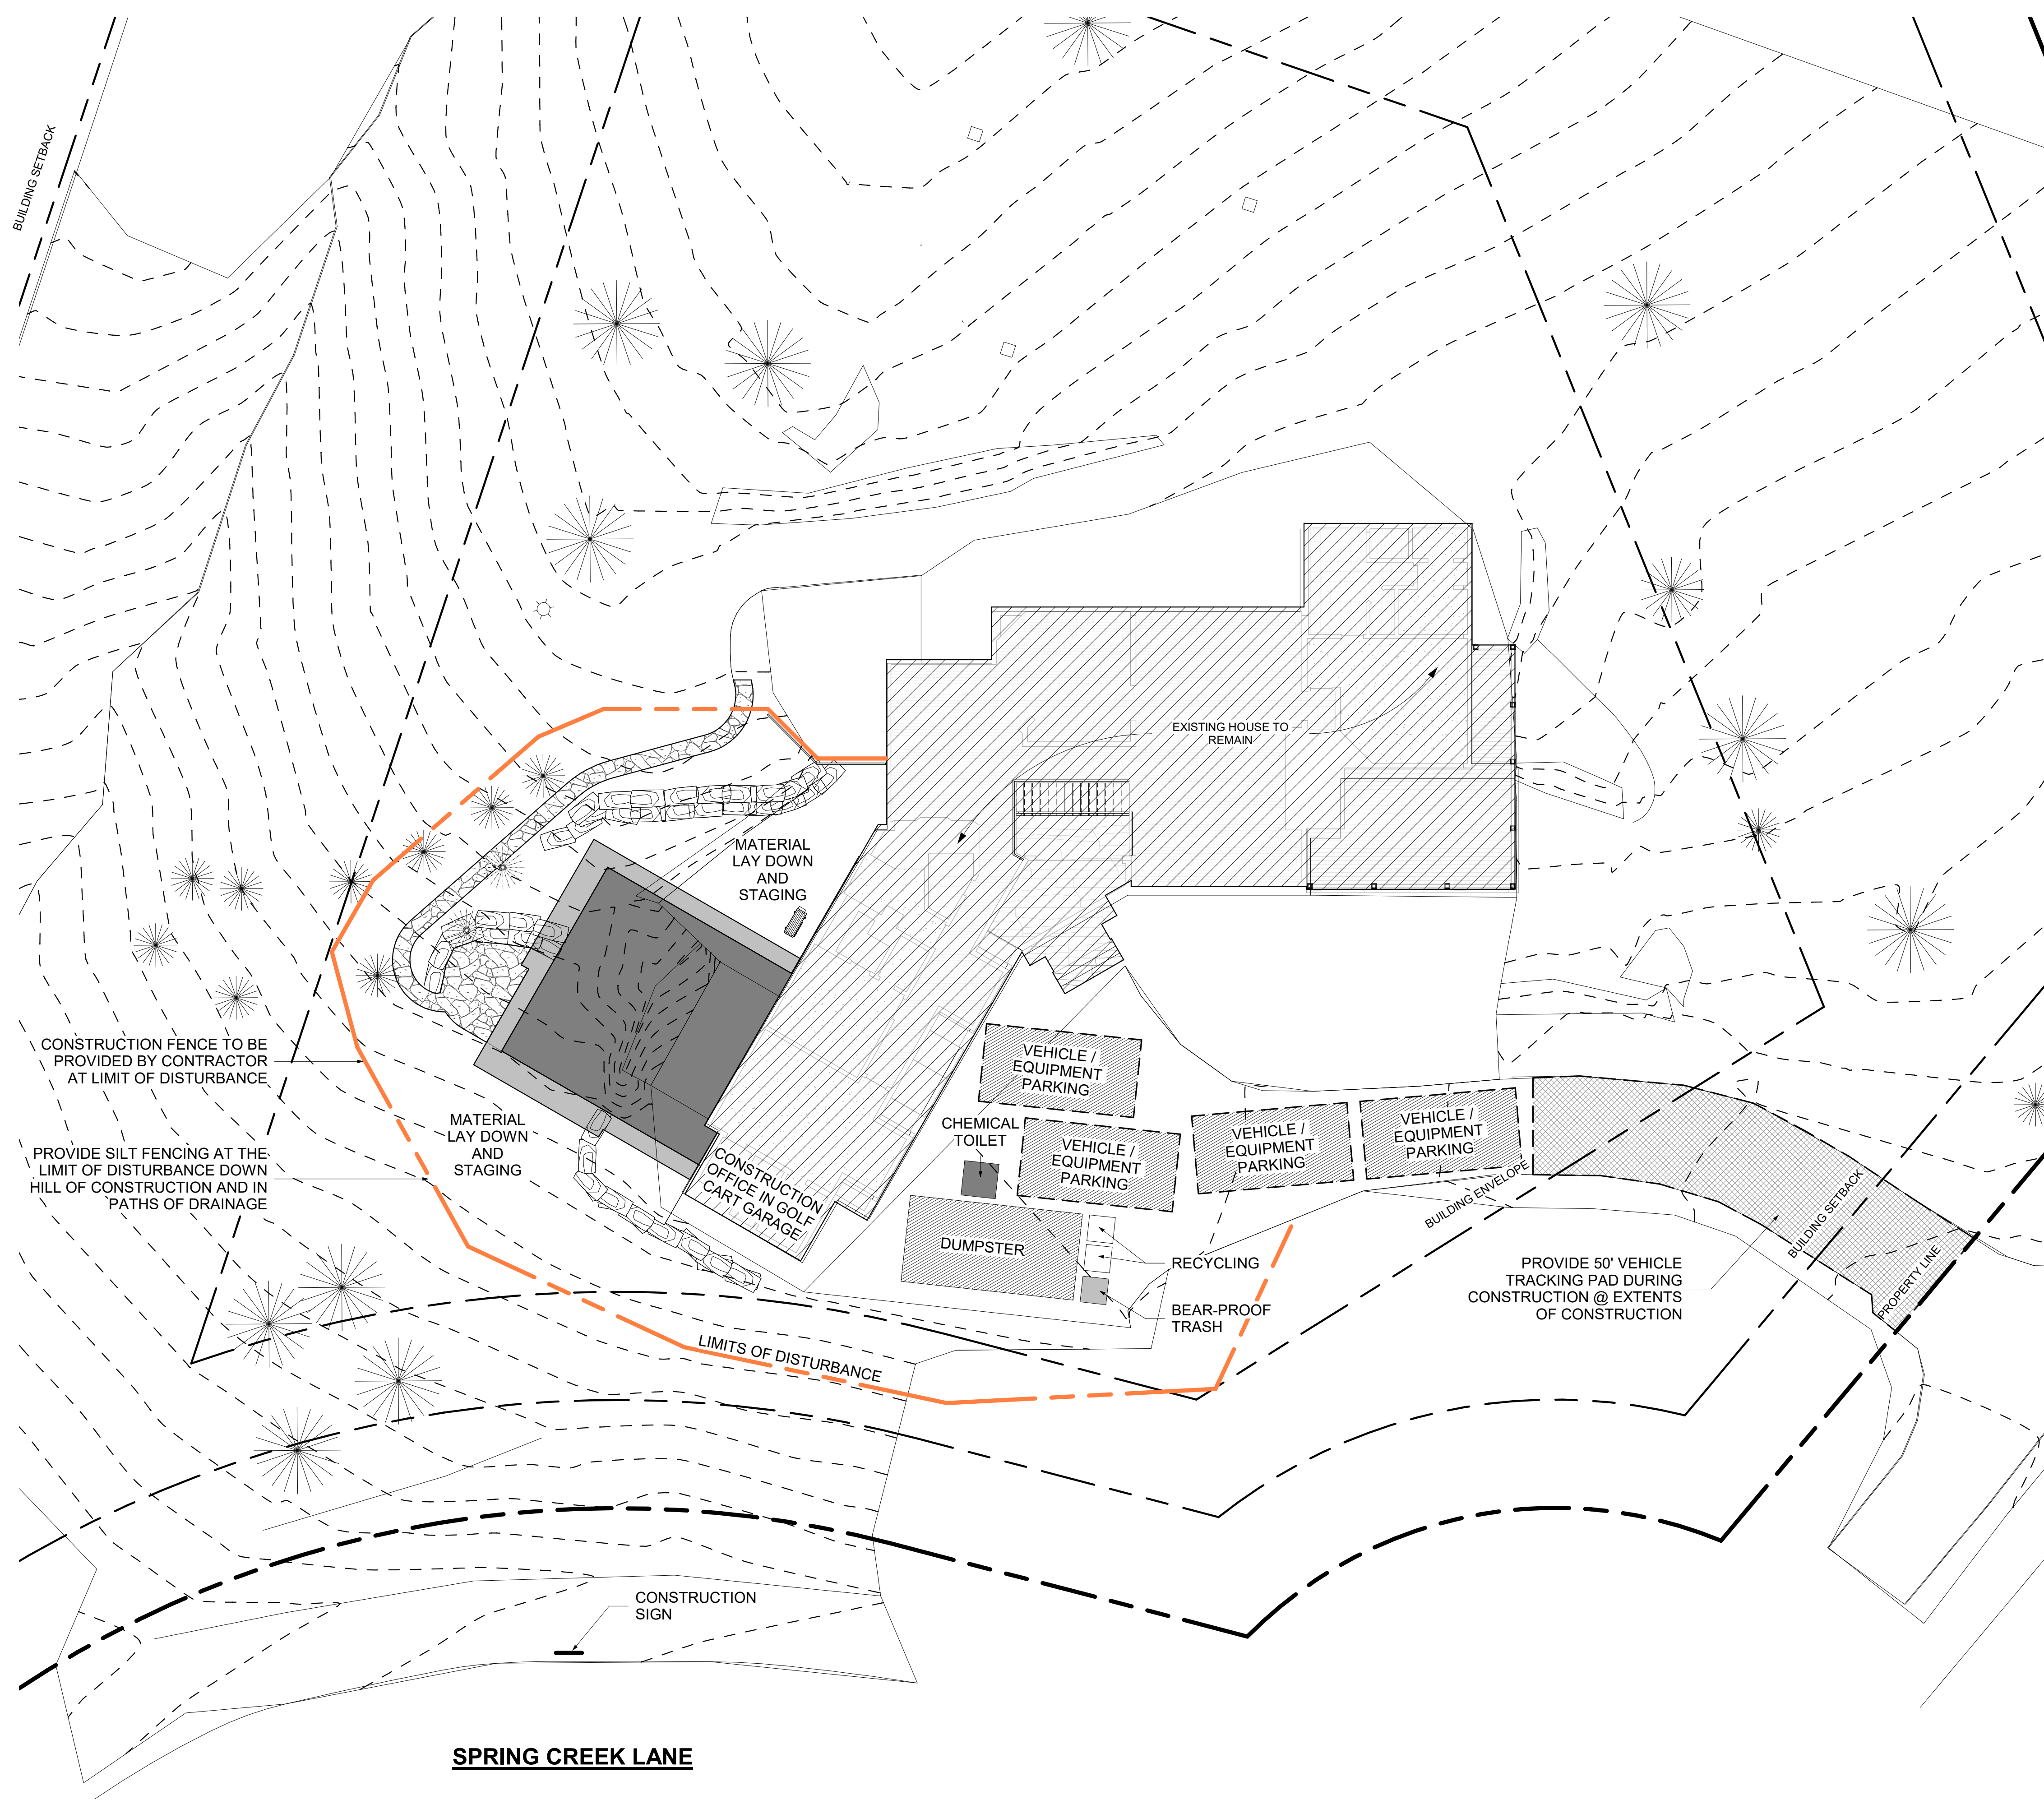 BUILDING SETBACK
EXISTING HOUSE TO
REMAIN
MATERIAL
LAY DOWN
AND
STAGING
CONSTRUCTION FENCE TO BE
PROVIDED BY CONTRACTOR
AT LIMIT OF DISTURBANCE
PROVIDE SILT FENCING AT THE
LIMIT OF DISTURBANCE DOWN
HILL OF CONSTRUCTION AND IN
PATHS OF DRAINAGE
MATERIAL
LAY DOWN
AND
STAGING
CONSTRUCTION
OFFICE IN GOLF
CART GARAGE
VEHICLE /
EQUIPMENT
PARKING
CHEMICAL
TOILET
VEHICLE /
EQUIPMENT
PARKING
VEHICLE /
EQUIPMENT
PARKING
VEHICLE /
EQUIPMENT
PARKING
DUMPSTER
RECYCLING
BEAR-PROOF
TRASH
BUILDING ENVELOPE
BUILDING SETBACK
PROPERTY LINE
PROVIDE 50' VEHICLE
TRACKING PAD DURING
CONSTRUCTION @ EXTENTS
OF CONSTRUCTION
LIMITS OF DISTURBANCE
CONSTRUCTION
SIGN
SPRING CREEK LANE